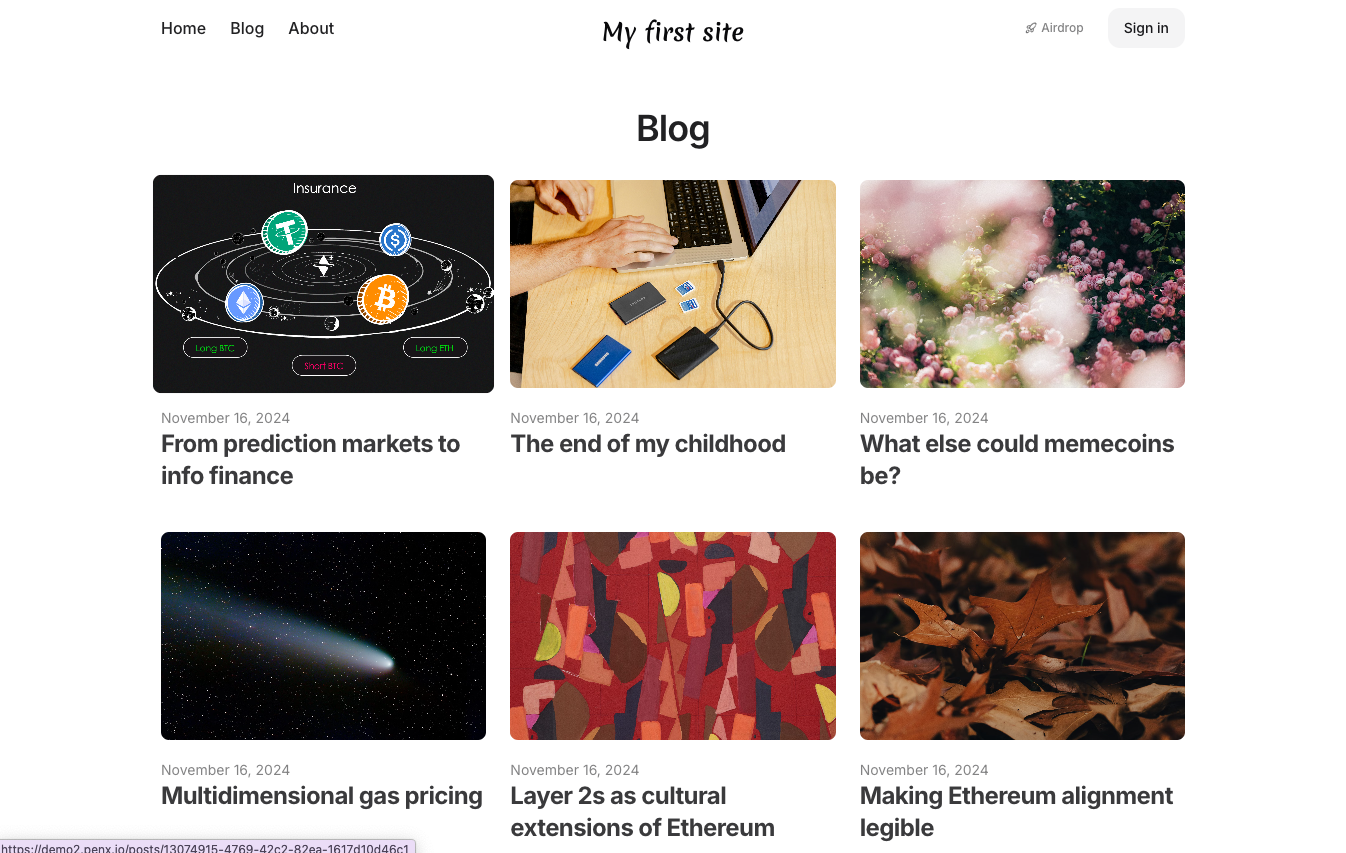 Home Blog About My first site Airdrop Sign in
Blog
Insurance
Long BTC
Long ETH
Short BTC
November 16, 2024
From prediction markets to
info finance
November 16, 2024
The end of my childhood
November 16, 2024
What else could memecoins
be?
November 16, 2024
Multidimensional gas pricing
November 16, 2024
Layer 2s as cultural
extensions of Ethereum
November 16, 2024
Making Ethereum alignment
legible
https://demo2.penx.io/posts/13074915-4769-42c2-82ea-1617d10d46c1